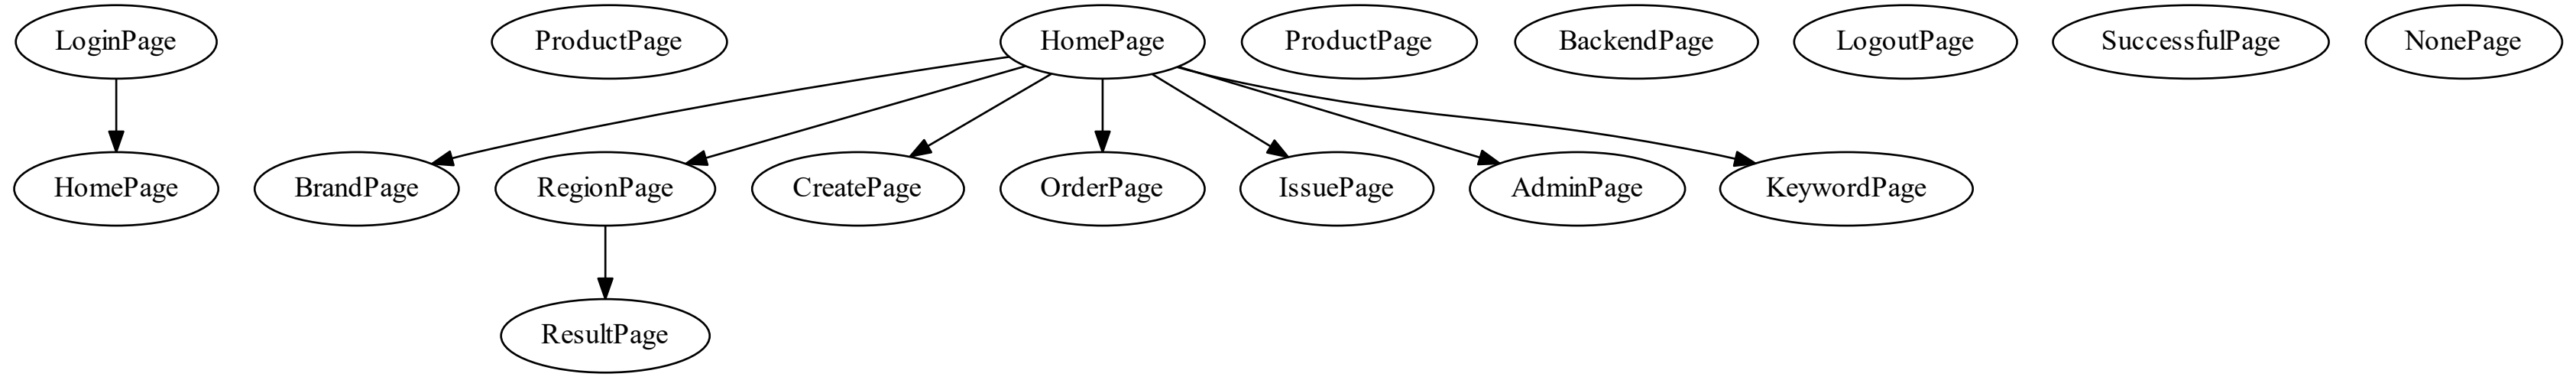 LoginPage
ProductPage
HomePage
ProductPage
BackendPage
LogoutPage
SuccessfulPage
NonePage
HomePage
BrandPage
RegionPage
CreatePage
OrderPage
IssuePage
AdminPage
KeywordPage
ResultPage